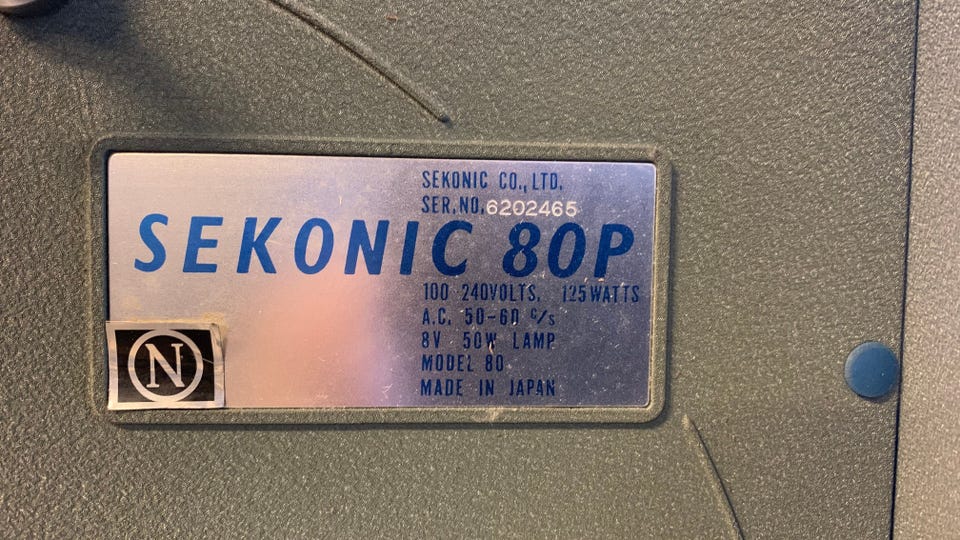 SEKONIC CO., LTD.
SER. NO. 6202465
SEKONIC 80P
100 240VOLTS. 125WATTS
A.C. 50-60 C/s
8V 50W LAMP
MODEL 80
MADE IN JAPAN
N